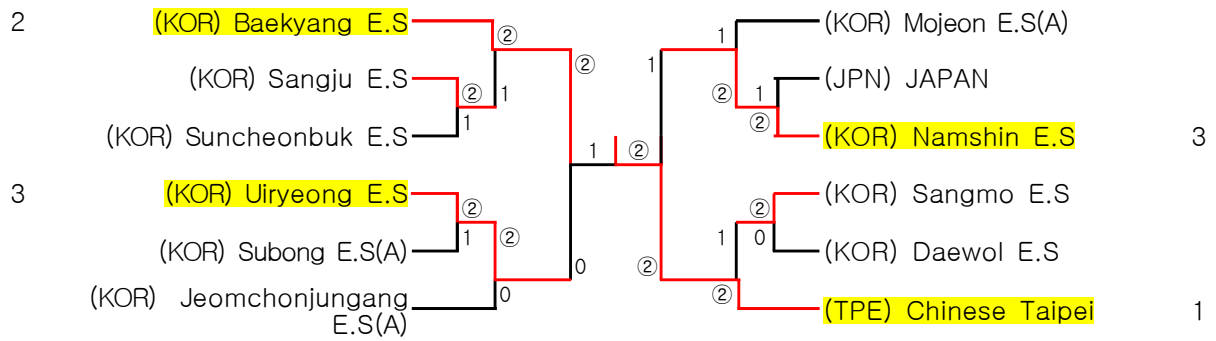 2 (KOR) Baekyang E.S ② 1 (KOR) Mojeon E.S(A)
②
1
(KOR) Sangju E.S ② 1 ② 1 (JPN) JAPAN
(KOR) Suncheonbuk E.S 1 ② (KOR) Namshin E.S 3
1 ②
3 (KOR) Uiryeong E.S ② ② (KOR) Sangmo E.S
(KOR) Subong E.S(A) 1 ② 1 0 (KOR) Daewol E.S
0 ②
(KOR) Jeomchonjungang 0 ②
E.S(A) (TPE) Chinese Taipei 1